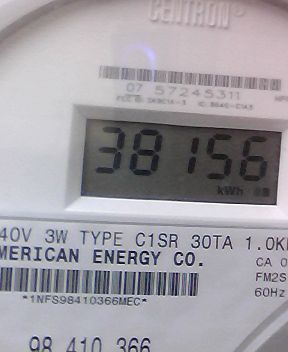 CENTRON®
07 57245311
38156
kWh
40V 3W TYPE C1SR 30TA 1.0K
MERICAN ENERGY CO.
CA 0
FM2S
60Hz
*1NFS98410366MEC*
98 410 366